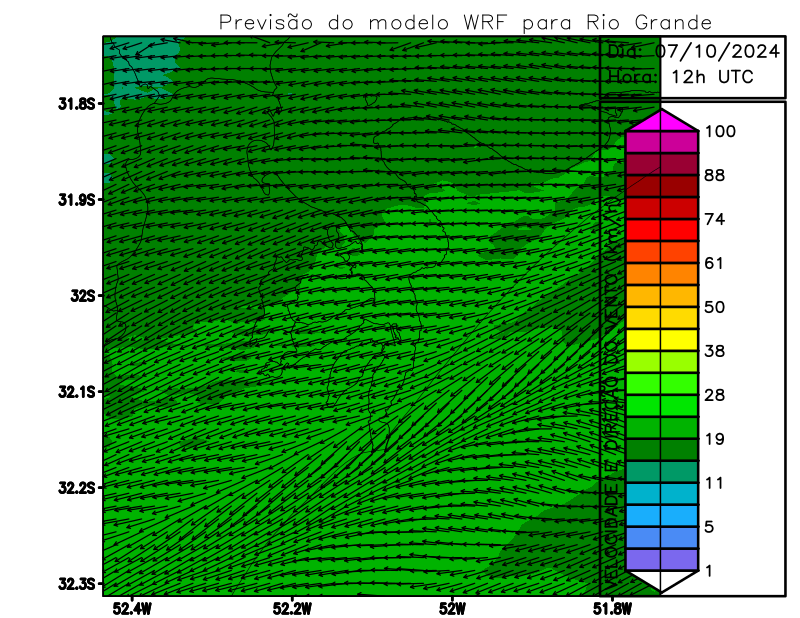 Previsão do modelo WRF para Rio Grande
Dia: 07/10/2024
Hora: 12h UTC
31.8S
31.9S
32S
32.1S
32.2S
32.3S
52.4W
52.2W
52W
51.8W
VELOCIDADE E DIREÇÃO DO VENTO (km/h)
100
88
74
61
50
38
28
19
11
5
1